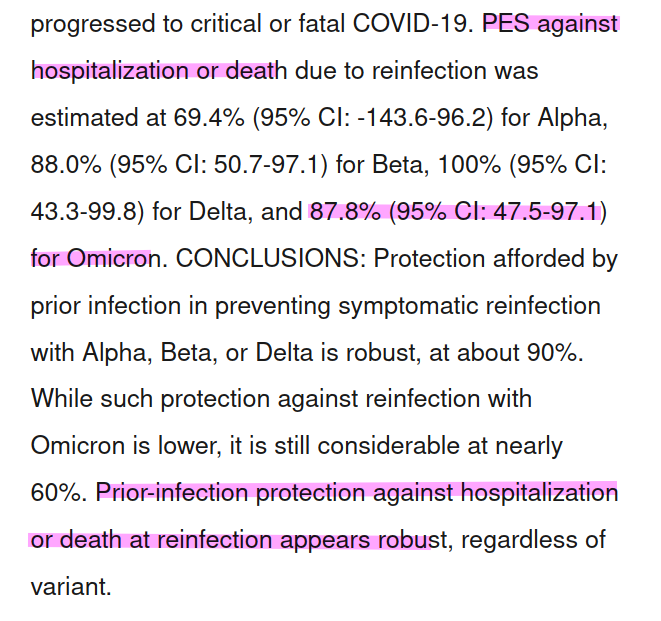 progressed to critical or fatal COVID-19. PES against
hospitalization or death due to reinfection was
estimated at 69.4% (95% CI: -143.6-96.2) for Alpha,
88.0% (95% CI: 50.7-97.1) for Beta, 100% (95% CI:
43.3-99.8) for Delta, and 87.8% (95% CI: 47.5-97.1)
for Omicron. CONCLUSIONS: Protection afforded by
prior infection in preventing symptomatic reinfection
with Alpha, Beta, or Delta is robust, at about 90%.
While such protection against reinfection with
Omicron is lower, it is still considerable at nearly
60%. Prior-infection protection against hospitalization
or death at reinfection appears robust, regardless of
variant.